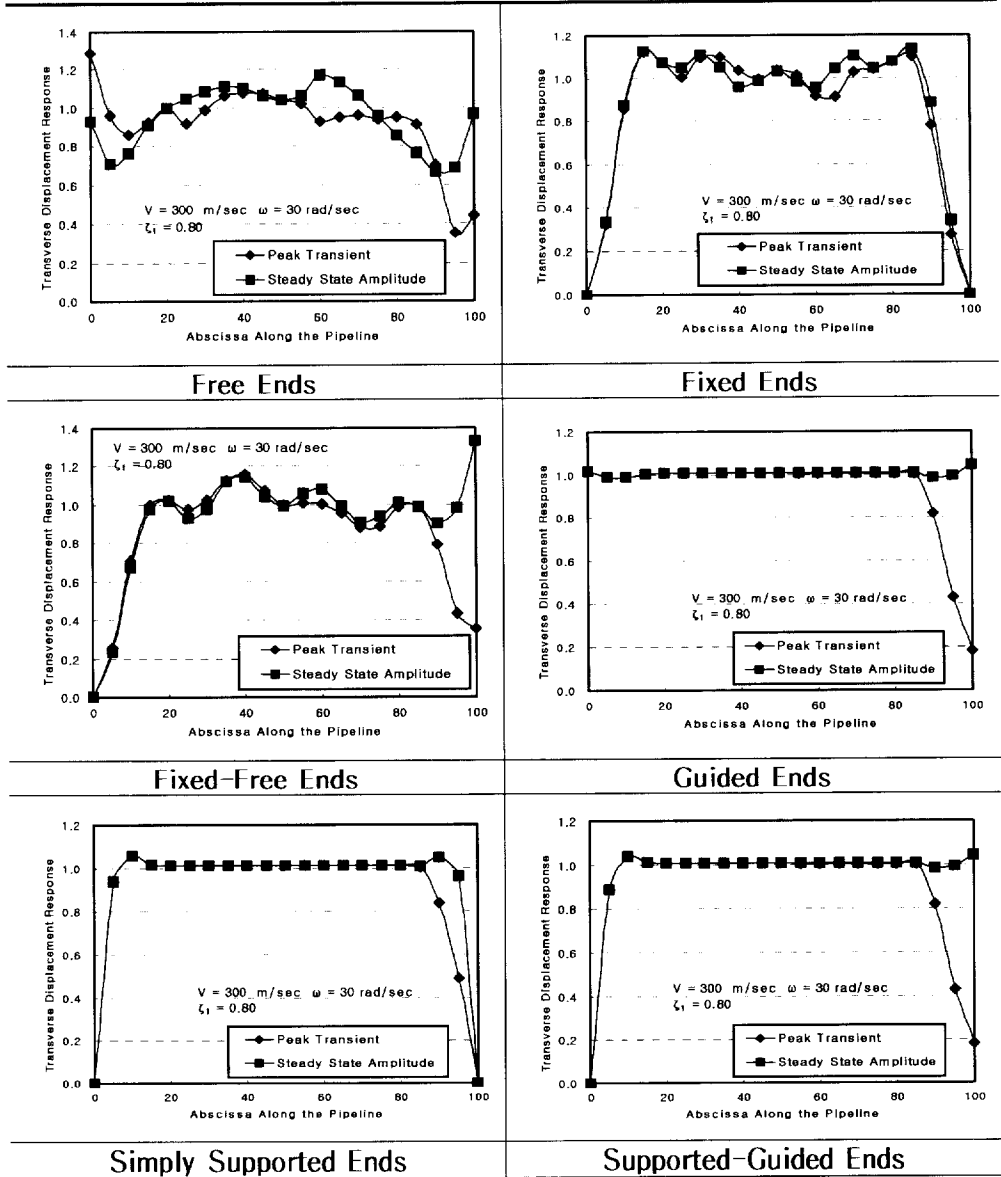 Transverse Displacement Response
1.4
1.2
1.0
0.8
0.6
0.4
0.2
0.0
V = 300 m/sec ω = 30 rad/sec
ζ₁ = 0.80
Peak Transient
Steady State Amplitude
0 20 40 60 80 100
Abscissa Along the Pipeline
Free Ends
Transverse Displacement Response
1.2
1.0
0.8
0.6
0.4
0.2
0.0
V = 300 m/sec ω = 30 rad/sec
ζ₁ = 0.80
Peak Transient
Steady State Amplitude
0 20 40 60 80 100
Abscissa Along the Pipeline
Fixed Ends
Transverse Displacement Response
1.4
1.2
1.0
0.8
0.6
0.4
0.2
0.0
V = 300 m/sec ω = 30 rad/sec
ζ₁ = 0.80
Peak Transient
Steady State Amplitude
0 20 40 60 80 100
Abscissa Along the Pipeline
Fixed-Free Ends
Transverse Displacement Response
1.2
1.0
0.8
0.6
0.4
0.2
0.0
V = 300 m/sec ω = 30 rad/sec
ζ₁ = 0.80
Peak Transient
Steady State Amplitude
0 20 40 60 80 100
Abscissa Along the Pipeline
Guided Ends
Transverse Displacement Response
1.2
1.0
0.8
0.6
0.4
0.2
0.0
V = 300 m/sec ω = 30 rad/sec
ζ₁ = 0.80
Peak Transient
Steady State Amplitude
0 20 40 60 80 100
Abscissa Along the Pipeline
Simply Supported Ends
Transverse Displacement Response
1.2
1.0
0.8
0.6
0.4
0.2
0.0
V = 300 m/sec ω = 30 rad/sec
ζ₁ = 0.80
Peak Transient
Steady State Amplitude
0 20 40 60 80 100
Abscissa Along the Pipeline
Supported-Guided Ends